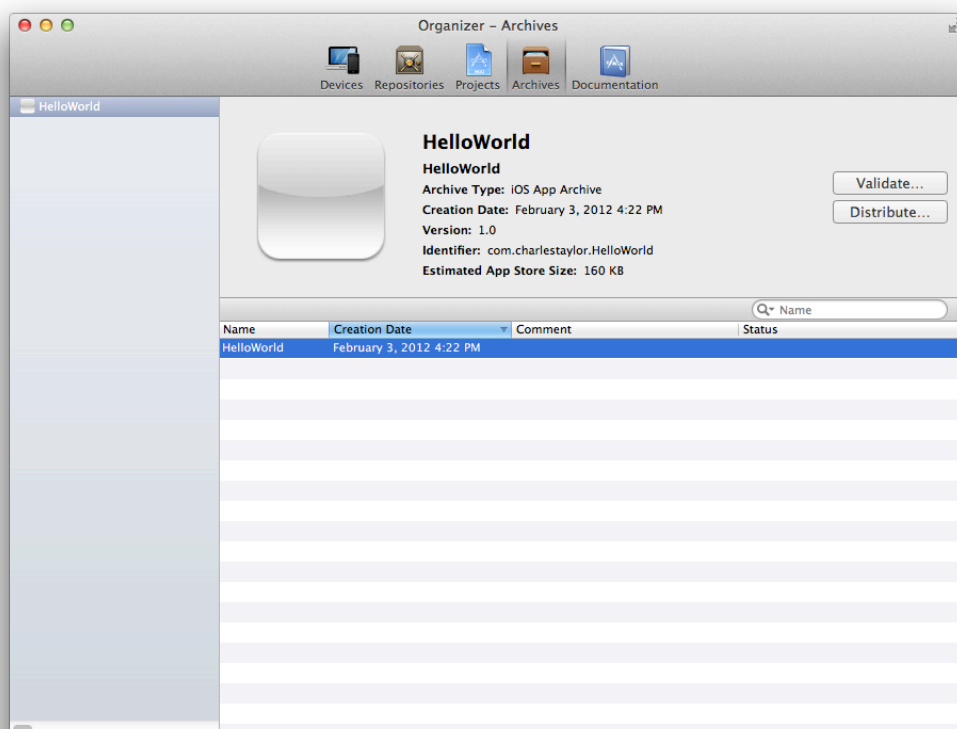 Organizer – Archives
Devices Repositories Projects Archives Documentation
HelloWorld
HelloWorld
HelloWorld
Archive Type: iOS App Archive
Creation Date: February 3, 2012 4:22 PM
Version: 1.0
Identifier: com.charlestaylor.HelloWorld
Estimated App Store Size: 160 KB
Validate...
Distribute...
Name
Name Creation Date Comment Status
HelloWorld February 3, 2012 4:22 PM